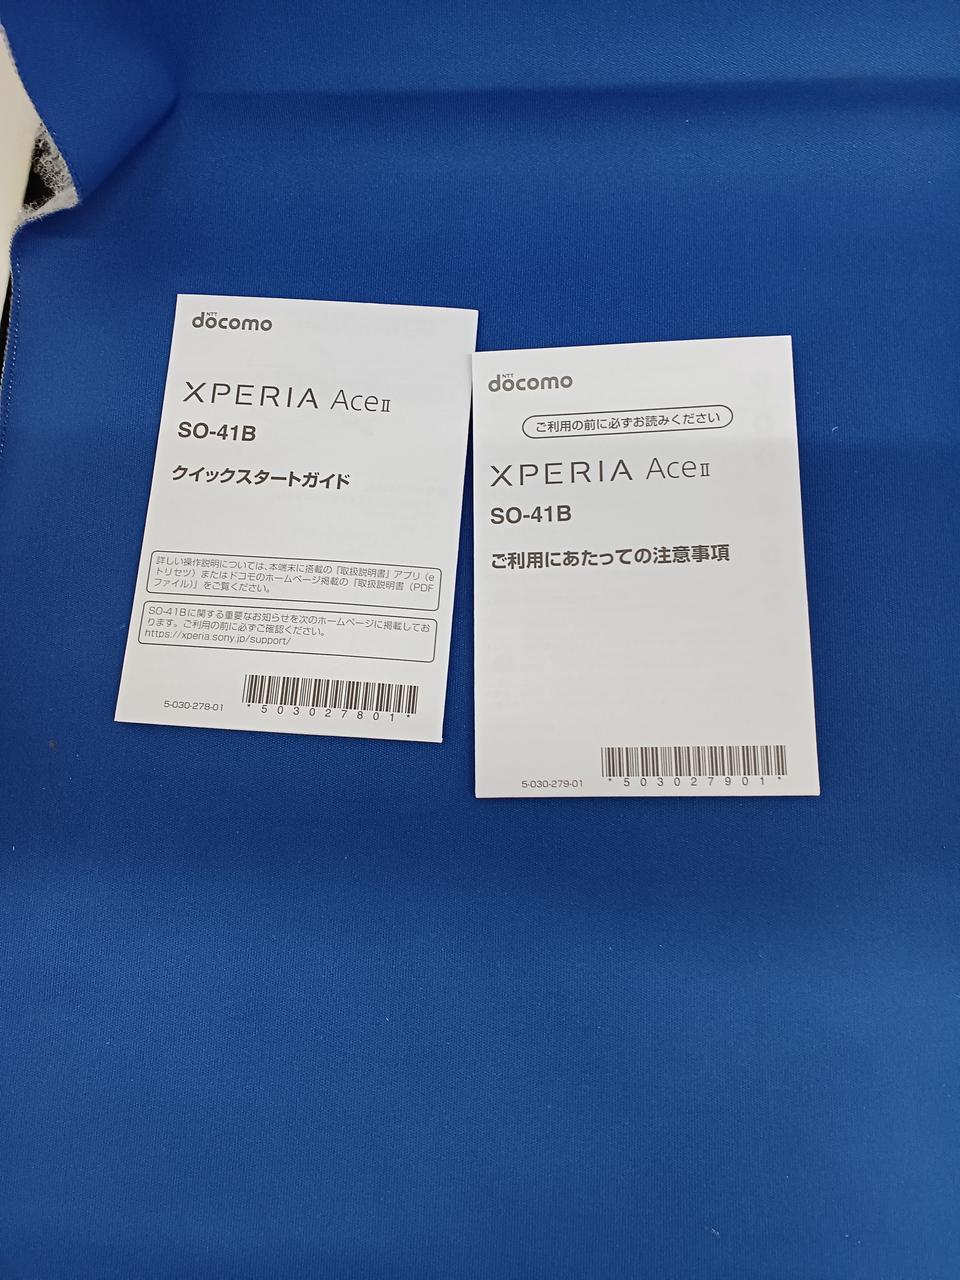 NTT
docomo
XPERIA Ace II
SO-41B
クイックスタートガイド
詳しい操作説明については、本端末に搭載の『取扱説明書』アプリ（e
トリセツ）またはドコモのホームページ掲載の『取扱説明書（PDF
ファイル）』をご覧ください。
SO-41Bに関する重要なお知らせを次のホームページに掲載してお
ります。ご利用の前に必ずご確認ください。
https://xperia.sony.jp/support/
5-030-278-01
*503027801*
NTT
docomo
ご利用の前に必ずお読みください
XPERIA Ace II
SO-41B
ご利用にあたっての注意事項
5-030-279-01
*503027901*